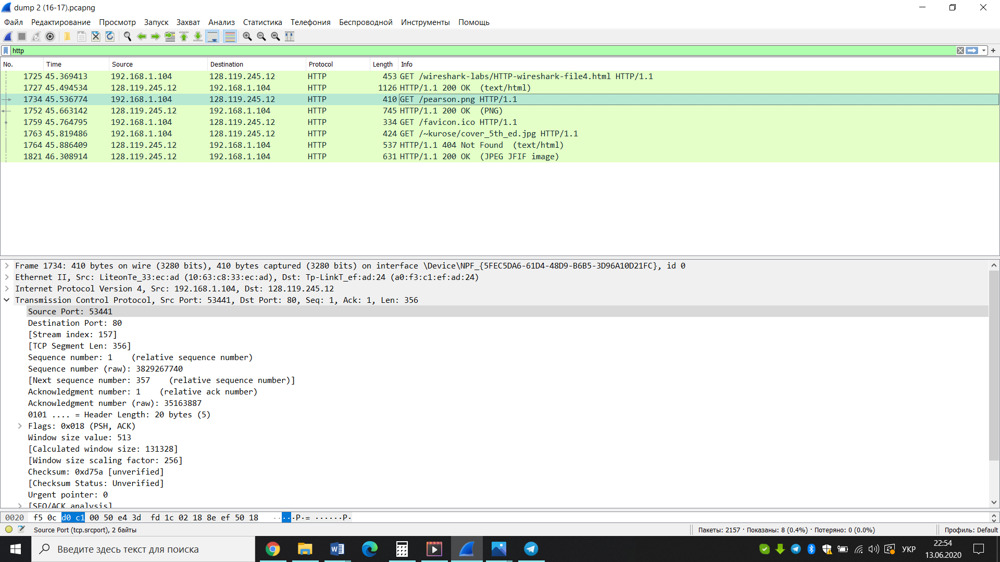 dump 2 (16-17).pcapng
Файл Редактирование Просмотр Запуск Захват Анализ Статистика Телефония Беспроводной Инструменты Помощь
http
No. Time Source Destination Protocol Length Info
1725 45.369413 192.168.1.104 128.119.245.12 HTTP 453 GET /wireshark-labs/HTTP-wireshark-file4.html HTTP/1.1
1727 45.494534 128.119.245.12 192.168.1.104 HTTP 1126 HTTP/1.1 200 OK (text/html)
1734 45.536774 192.168.1.104 128.119.245.12 HTTP 410 GET /pearson.png HTTP/1.1
1752 45.663142 128.119.245.12 192.168.1.104 HTTP 745 HTTP/1.1 200 OK (PNG)
1759 45.764795 192.168.1.104 128.119.245.12 HTTP 334 GET /favicon.ico HTTP/1.1
1763 45.819486 192.168.1.104 128.119.245.12 HTTP 424 GET /~kurose/cover_5th_ed.jpg HTTP/1.1
1764 45.886409 128.119.245.12 192.168.1.104 HTTP 537 HTTP/1.1 404 Not Found (text/html)
1821 46.308914 128.119.245.12 192.168.1.104 HTTP 631 HTTP/1.1 200 OK (JPEG JFIF image)
Frame 1734: 410 bytes on wire (3280 bits), 410 bytes captured (3280 bits) on interface \Device\NPF_{5FEC5DA6-61D4-48D9-B6B5-3D96A10D21FC}, id 0
Ethernet II, Src: LiteonTe_33:ec:ad (10:63:c8:33:ec:ad), Dst: Tp-LinkT_ef:ad:24 (a0:f3:c1:ef:ad:24)
Internet Protocol Version 4, Src: 192.168.1.104, Dst: 128.119.245.12
Transmission Control Protocol, Src Port: 53441, Dst Port: 80, Seq: 1, Ack: 1, Len: 356
Source Port: 53441
Destination Port: 80
[Stream index: 157]
[TCP Segment Len: 356]
Sequence number: 1 (relative sequence number)
Sequence number (raw): 3829267740
[Next sequence number: 357 (relative sequence number)]
Acknowledgment number: 1 (relative ack number)
Acknowledgment number (raw): 35163887
0101 .... = Header Length: 20 bytes (5)
Flags: 0x018 (PSH, ACK)
Window size value: 513
[Calculated window size: 131328]
[Window size scaling factor: 256]
Checksum: 0xd75a [unverified]
[Checksum Status: Unverified]
Urgent pointer: 0
[SEQ/ACK analysis]
0020 f5 0c d0 c1 00 50 e4 3d fd 1c 02 18 8e ef 50 18 ·····P·= ······P·
Source Port (tcp.srcport), 2 байты
Пакеты: 2157 · Показаны: 8 (0.4%) · Потеряно: 0 (0.0%)
Профиль: Default
Введите здесь текст для поиска
УКР
22:54
13.06.2020